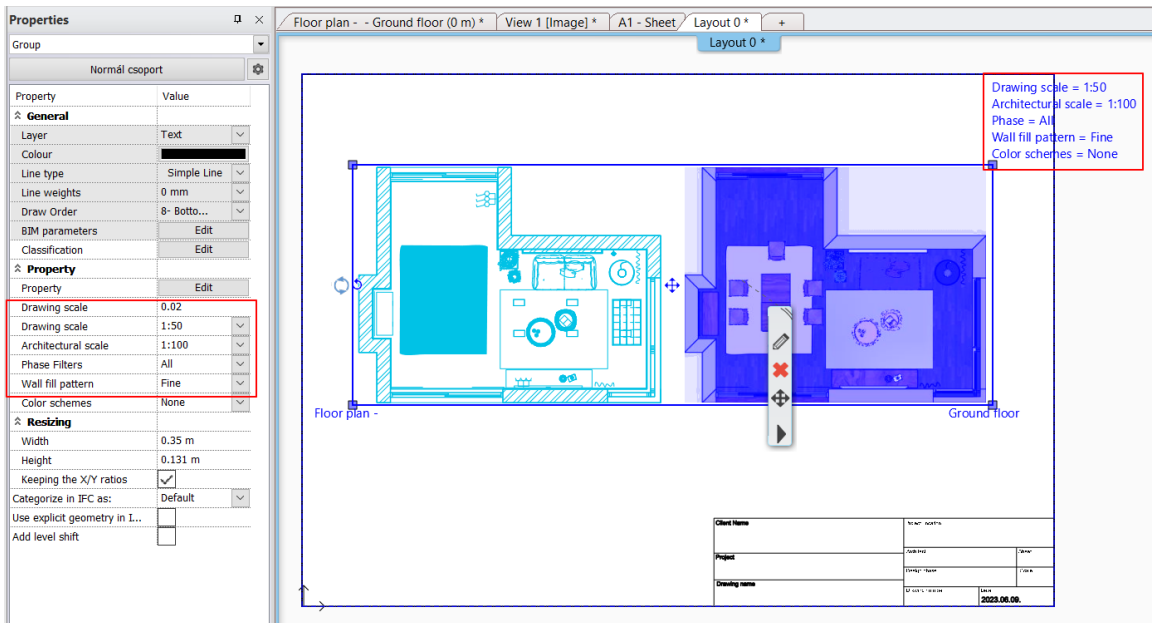 Properties
Group
Normál csoport
Property Value
General
Layer Text
Colour
Line type Simple Line
Line weights 0 mm
Draw Order 8- Botto...
BIM parameters Edit
Classification Edit
Property
Property Edit
Drawing scale 0.02
Drawing scale 1:50
Architectural scale 1:100
Phase Filters All
Wall fill pattern Fine
Color schemes None
Resizing
Width 0.35 m
Height 0.131 m
Keeping the X/Y ratios
Categorize in IFC as: Default
Use explicit geometry in I...
Add level shift
Floor plan - - Ground floor (0 m) * View 1 [Image] * A1 - Sheet Layout 0 * +
Layout 0 *
Drawing scale = 1:50
Architectural scale = 1:100
Phase = All
Wall fill pattern = Fine
Color schemes = None
Floor plan - Ground floor
Client Name
Project
Drawing name
2023.06.09.